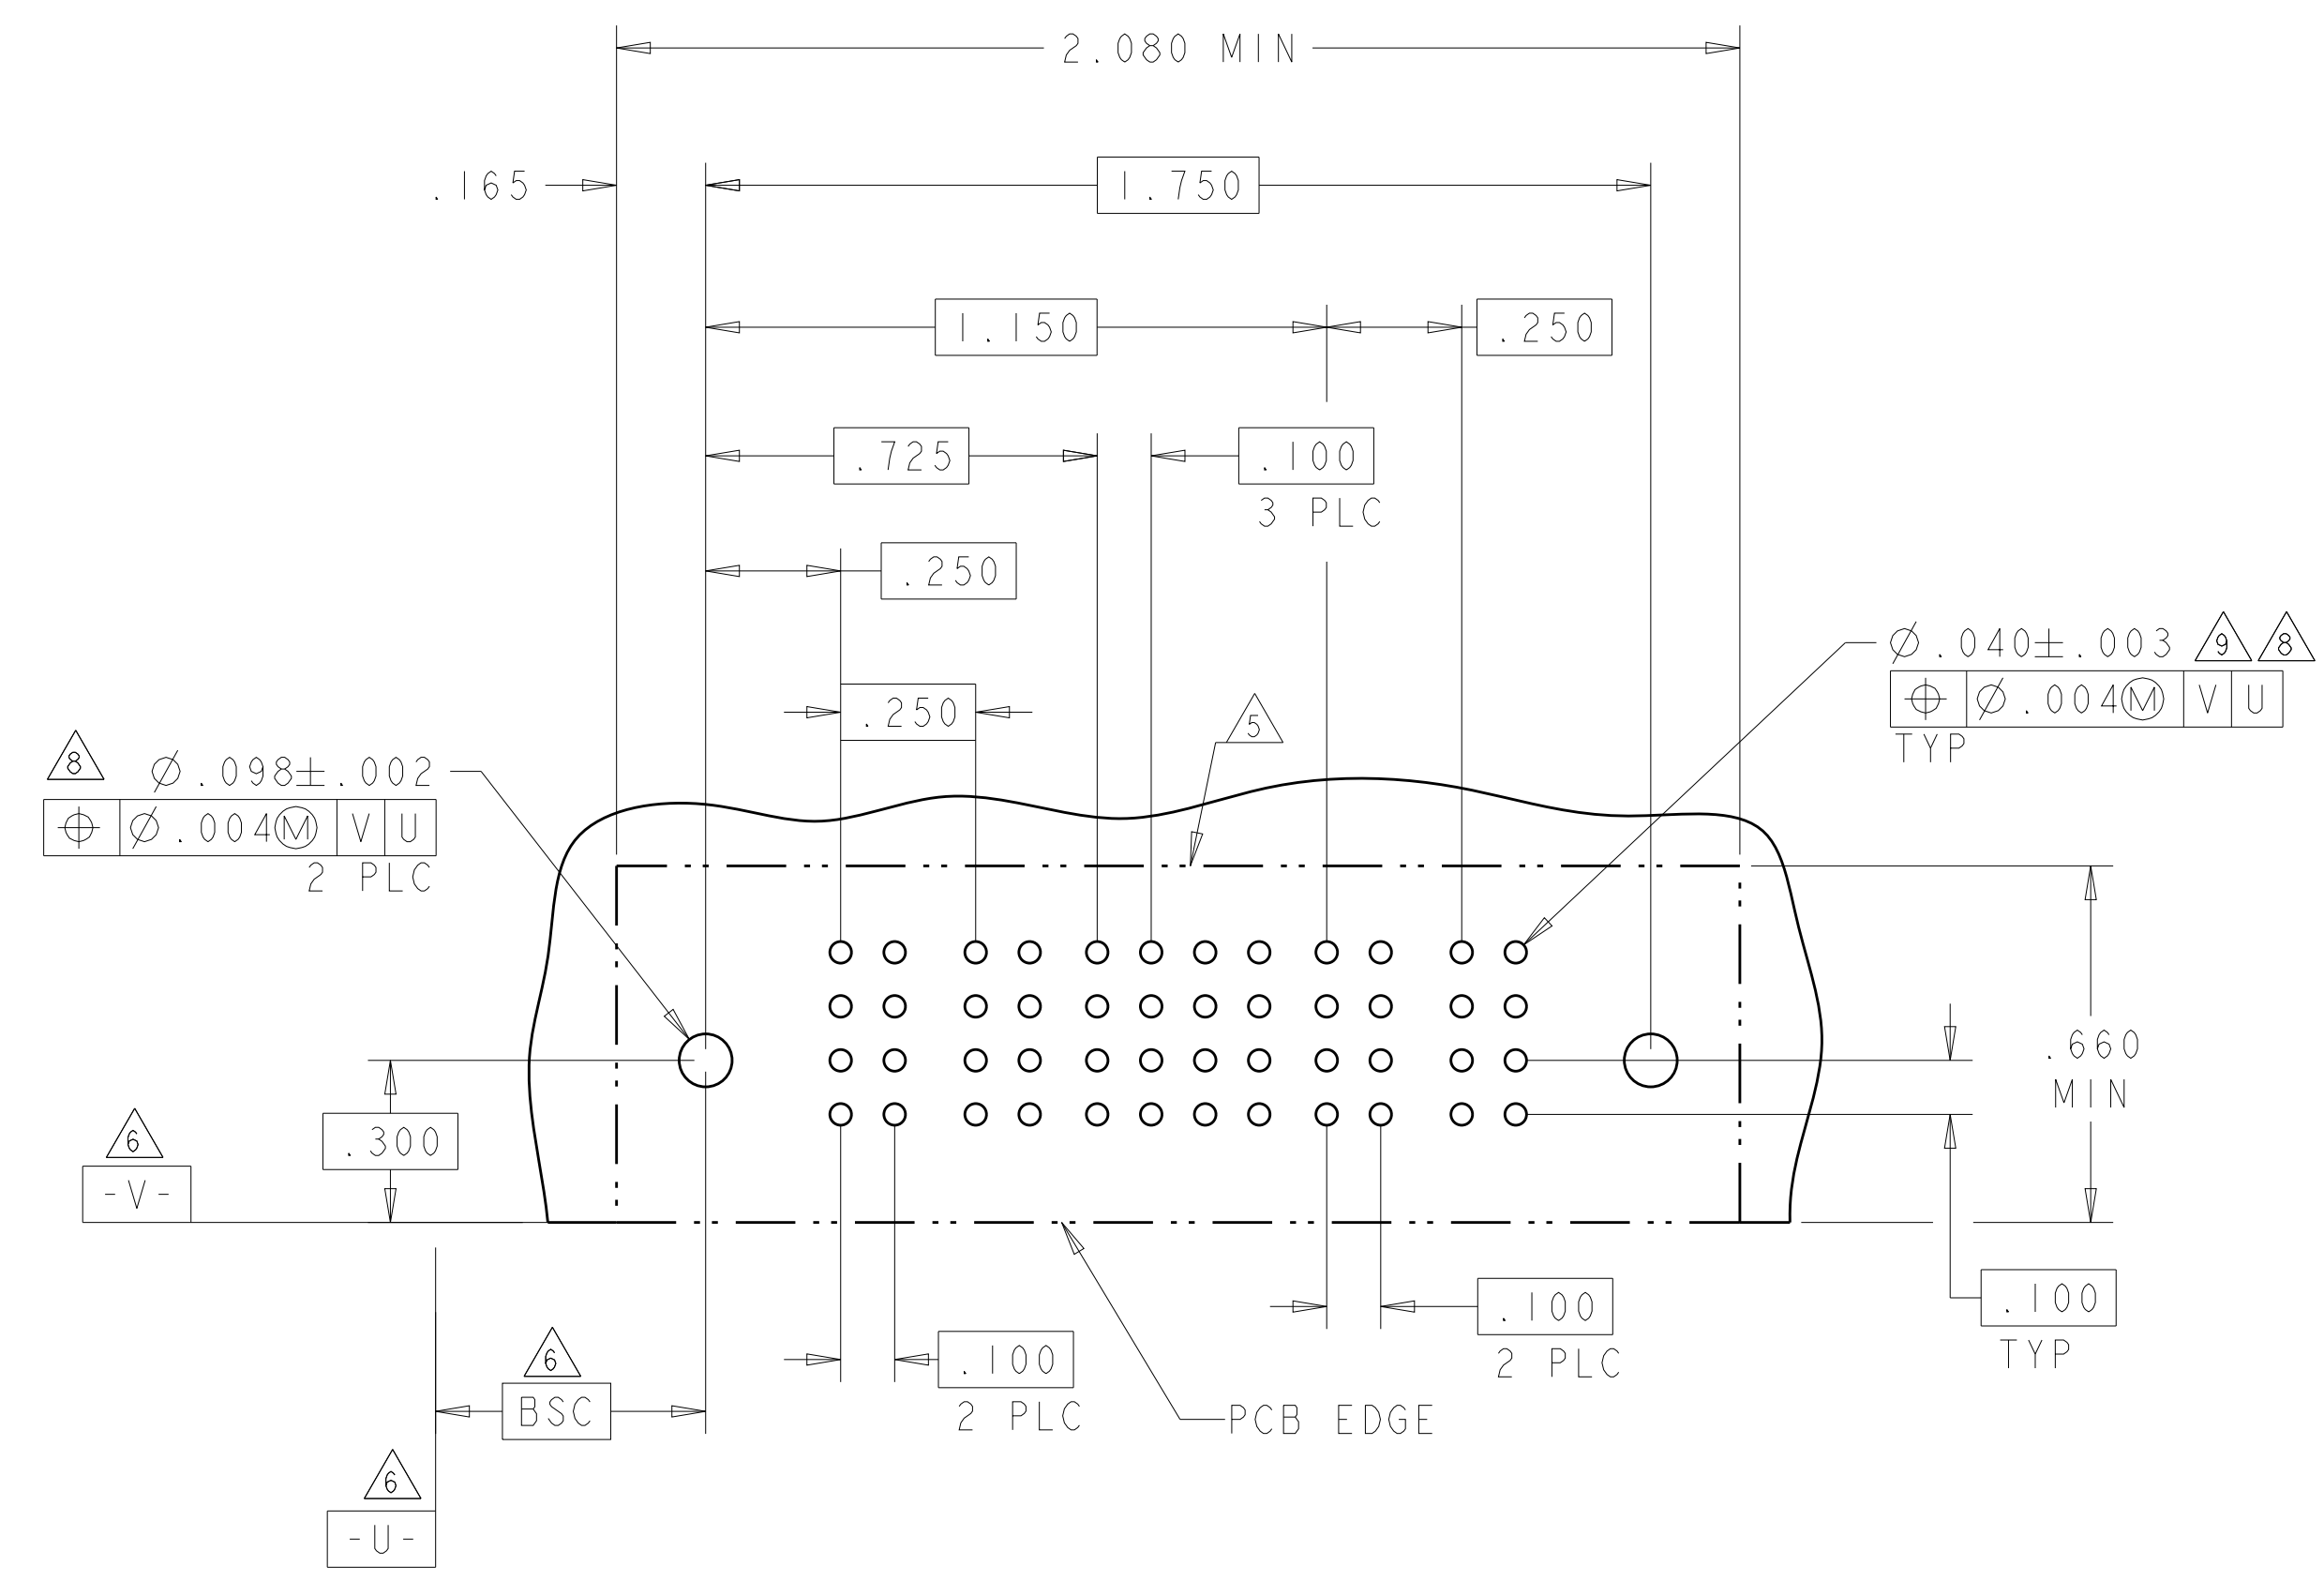 2.080 MIN
.165
1.750
1.150
.250
.725
.100
3 PLC
.250
.250
5
⌀.040±.003 9 8
⌖ ⌀.004Ⓜ V U
TYP
8 ⌀.098±.002
⌖ ⌀.004Ⓜ V U
2 PLC
.660
MIN
6
-V-
.300
.100
TYP
.100
2 PLC
6
BSC
.100
2 PLC
PCB EDGE
6
-U-